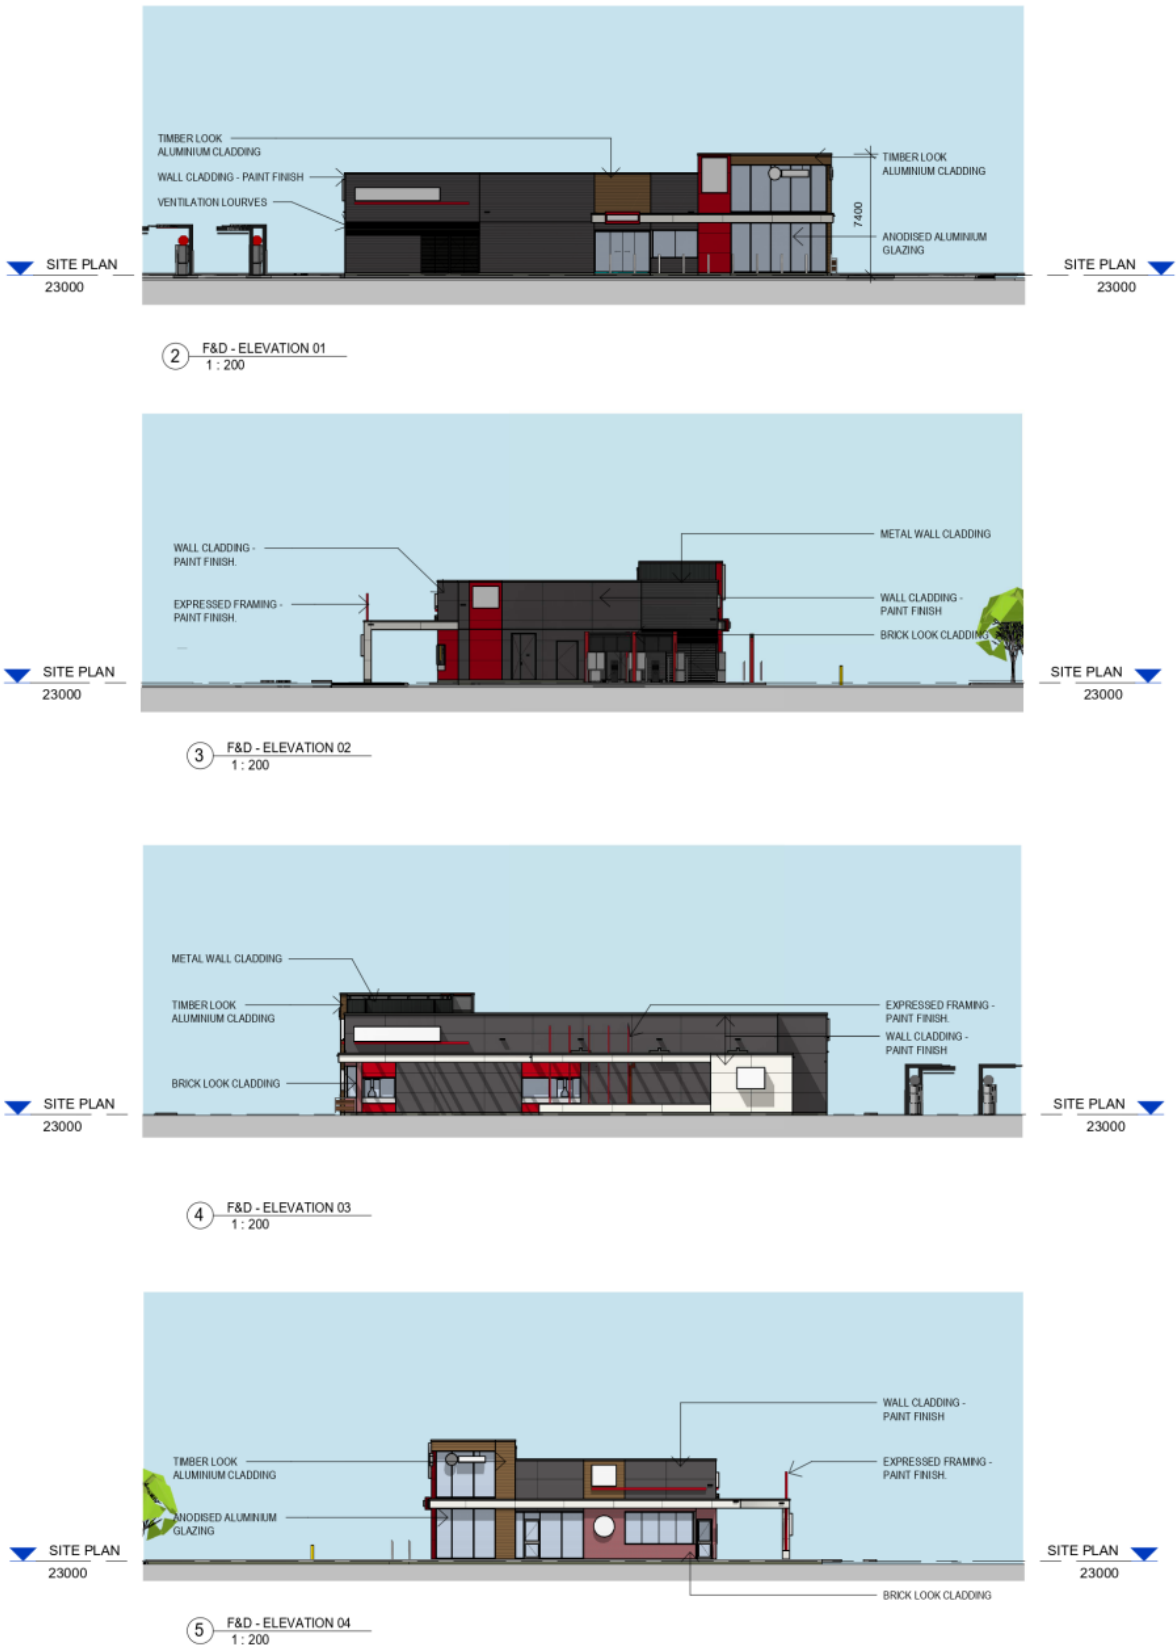 TIMBER LOOK
ALUMINIUM CLADDING
WALL CLADDING - PAINT FINISH
VENTILATION LOURVES
TIMBER LOOK
ALUMINIUM CLADDING
7400
ANODISED ALUMINIUM
GLAZING
SITE PLAN
23000
SITE PLAN
23000
2
F&D - ELEVATION 01
1 : 200
WALL CLADDING -
PAINT FINISH.
EXPRESSED FRAMING -
PAINT FINISH.
METAL WALL CLADDING
WALL CLADDING -
PAINT FINISH
BRICK LOOK CLADDING
SITE PLAN
23000
SITE PLAN
23000
3
F&D - ELEVATION 02
1 : 200
METAL WALL CLADDING
TIMBER LOOK
ALUMINIUM CLADDING
BRICK LOOK CLADDING
EXPRESSED FRAMING -
PAINT FINISH.
WALL CLADDING -
PAINT FINISH
SITE PLAN
23000
SITE PLAN
23000
4
F&D - ELEVATION 03
1 : 200
TIMBER LOOK
ALUMINIUM CLADDING
ANODISED ALUMINIUM
GLAZING
WALL CLADDING -
PAINT FINISH
EXPRESSED FRAMING -
PAINT FINISH.
SITE PLAN
23000
SITE PLAN
23000
BRICK LOOK CLADDING
5
F&D - ELEVATION 04
1 : 200